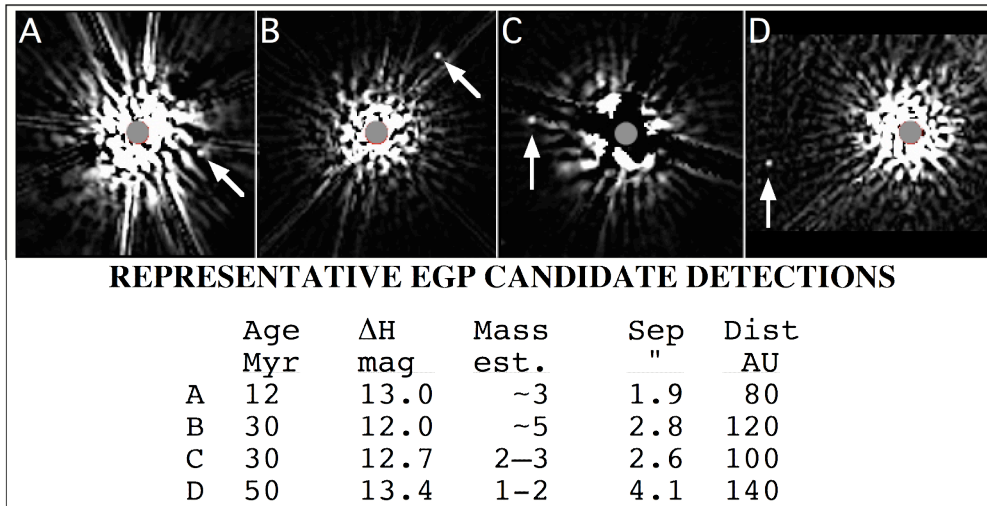 A B C D
REPRESENTATIVE EGP CANDIDATE DETECTIONS
Age ΔH Mass Sep Dist
Myr mag est. " AU
A 12 13.0 ~3 1.9 80
B 30 12.0 ~5 2.8 120
C 30 12.7 2–3 2.6 100
D 50 13.4 1-2 4.1 140